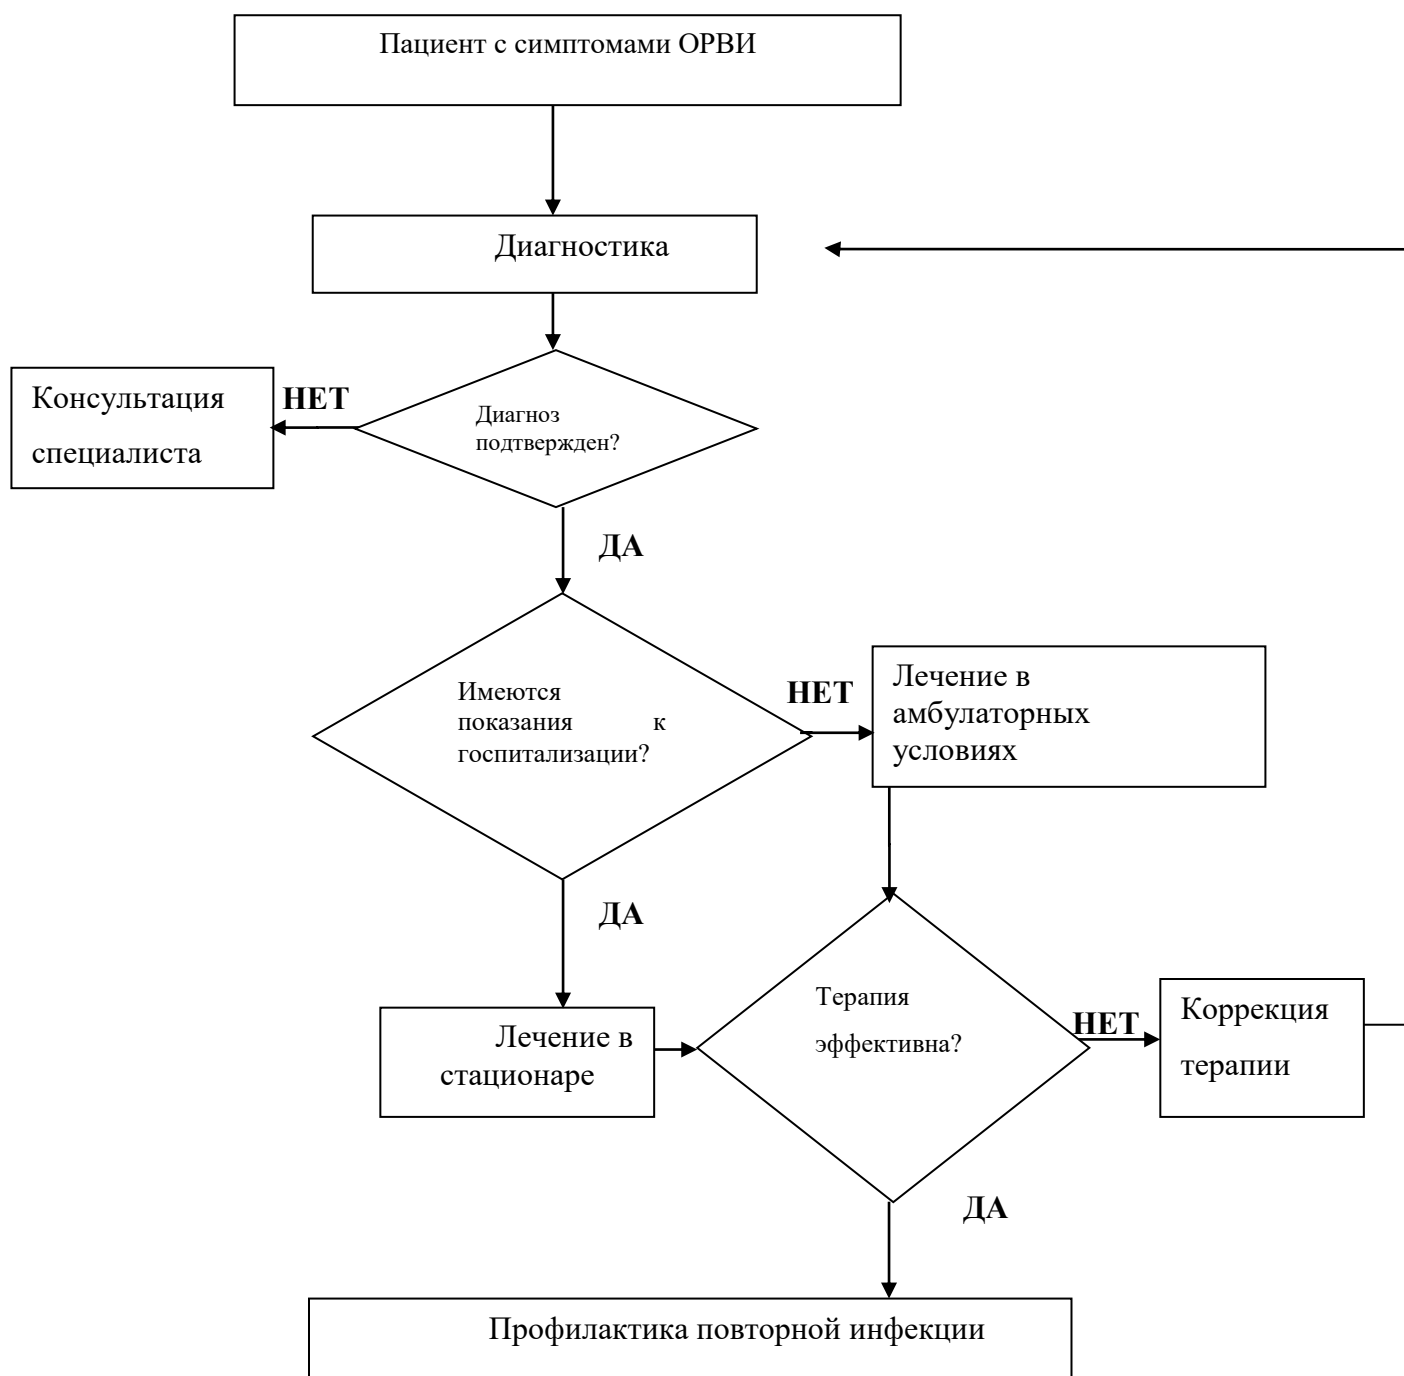 Пациент с симптомами ОРВИ
Диагностика
Консультация
специалиста
НЕТ
Диагноз
подтвержден?
ДА
Имеются
показания к
госпитализации?
НЕТ
Лечение в
амбулаторных
условиях
ДА
Лечение в
стационаре
Терапия
эффективна?
НЕТ
Коррекция
терапии
ДА
Профилактика повторной инфекции